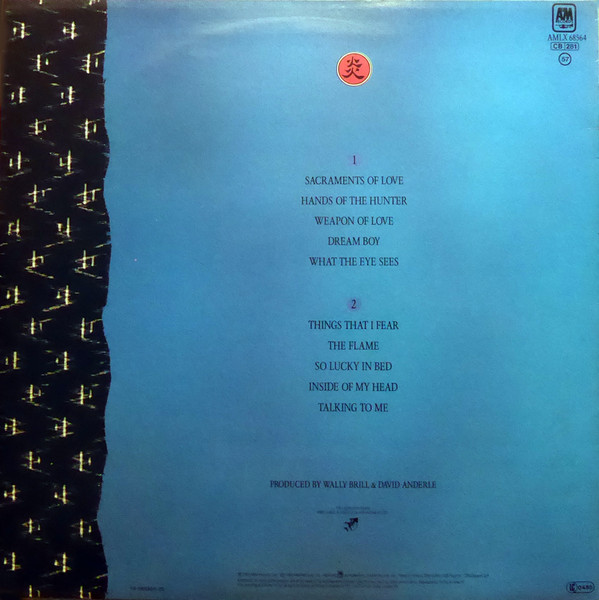 A&M
AMLX 68564
CB 281
57
炎
1
SACRAMENTS OF LOVE
HANDS OF THE HUNTER
WEAPON OF LOVE
DREAM BOY
WHAT THE EYE SEES
2
THINGS THAT I FEAR
THE FLAME
SO LUCKY IN BED
INSIDE OF MY HEAD
TALKING TO ME
PRODUCED BY WALLY BRILL & DAVID ANDERLE